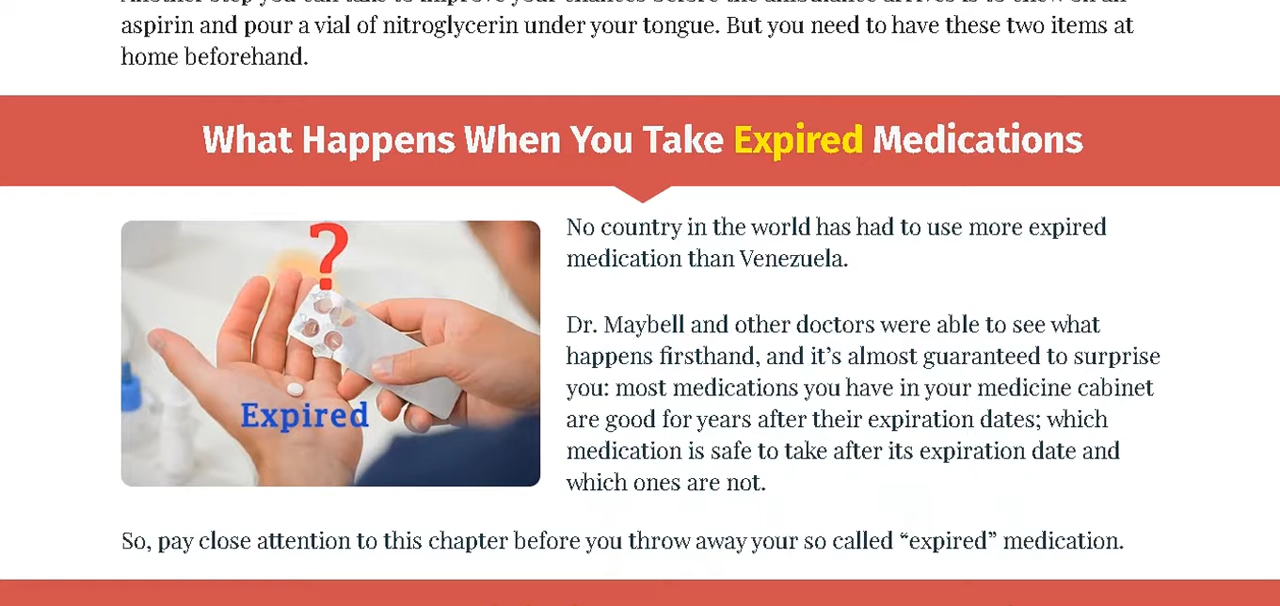 aspirin and pour a vial of nitroglycerin under your tongue. But you need to have these two items at
home beforehand.
What Happens When You Take Expired Medications
?
Expired
No country in the world has had to use more expired
medication than Venezuela.
Dr. Maybell and other doctors were able to see what
happens firsthand, and it’s almost guaranteed to surprise
you: most medications you have in your medicine cabinet
are good for years after their expiration dates; which
medication is safe to take after its expiration date and
which ones are not.
So, pay close attention to this chapter before you throw away your so called “expired” medication.